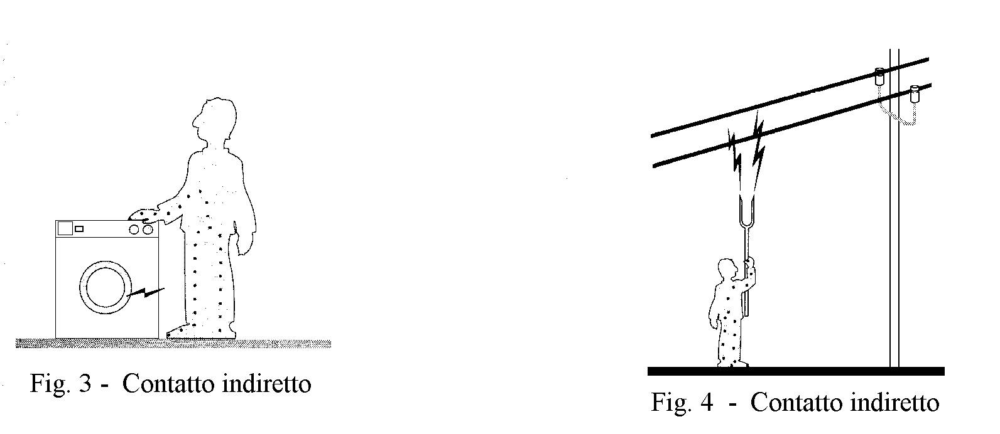 Fig. 3 - Contatto indiretto
Fig. 4 - Contatto indiretto